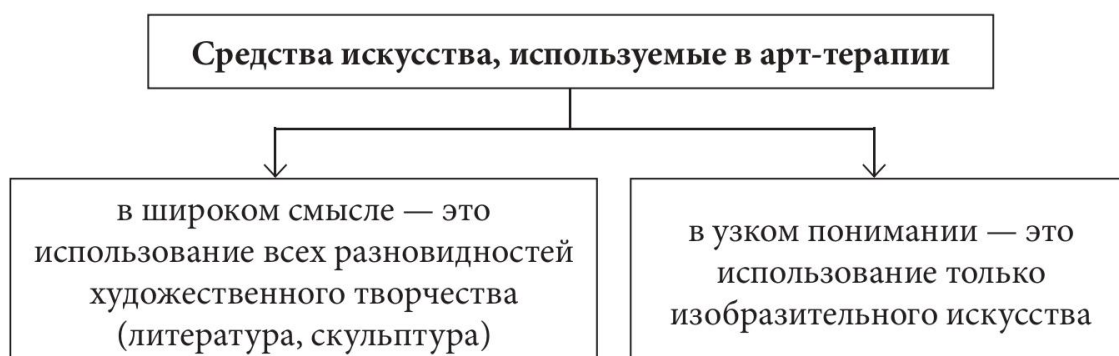 Средства искусства, используемые в арт-терапии
в широком смысле — это
использование всех разновидностей
художественного творчества
(литература, скульптура)
в узком понимании — это
использование только
изобразительного искусства